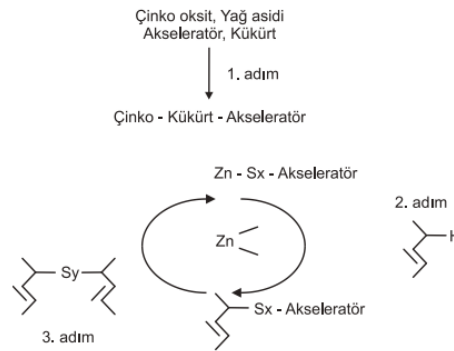 Çinko oksit, Yağ asidi
Akseleratör, Kükürt
1. adım
Çinko - Kükürt - Akseleratör
Zn - Sx - Akseleratör
2. adım
H
Zn
Sy
Sx - Akseleratör
3. adım